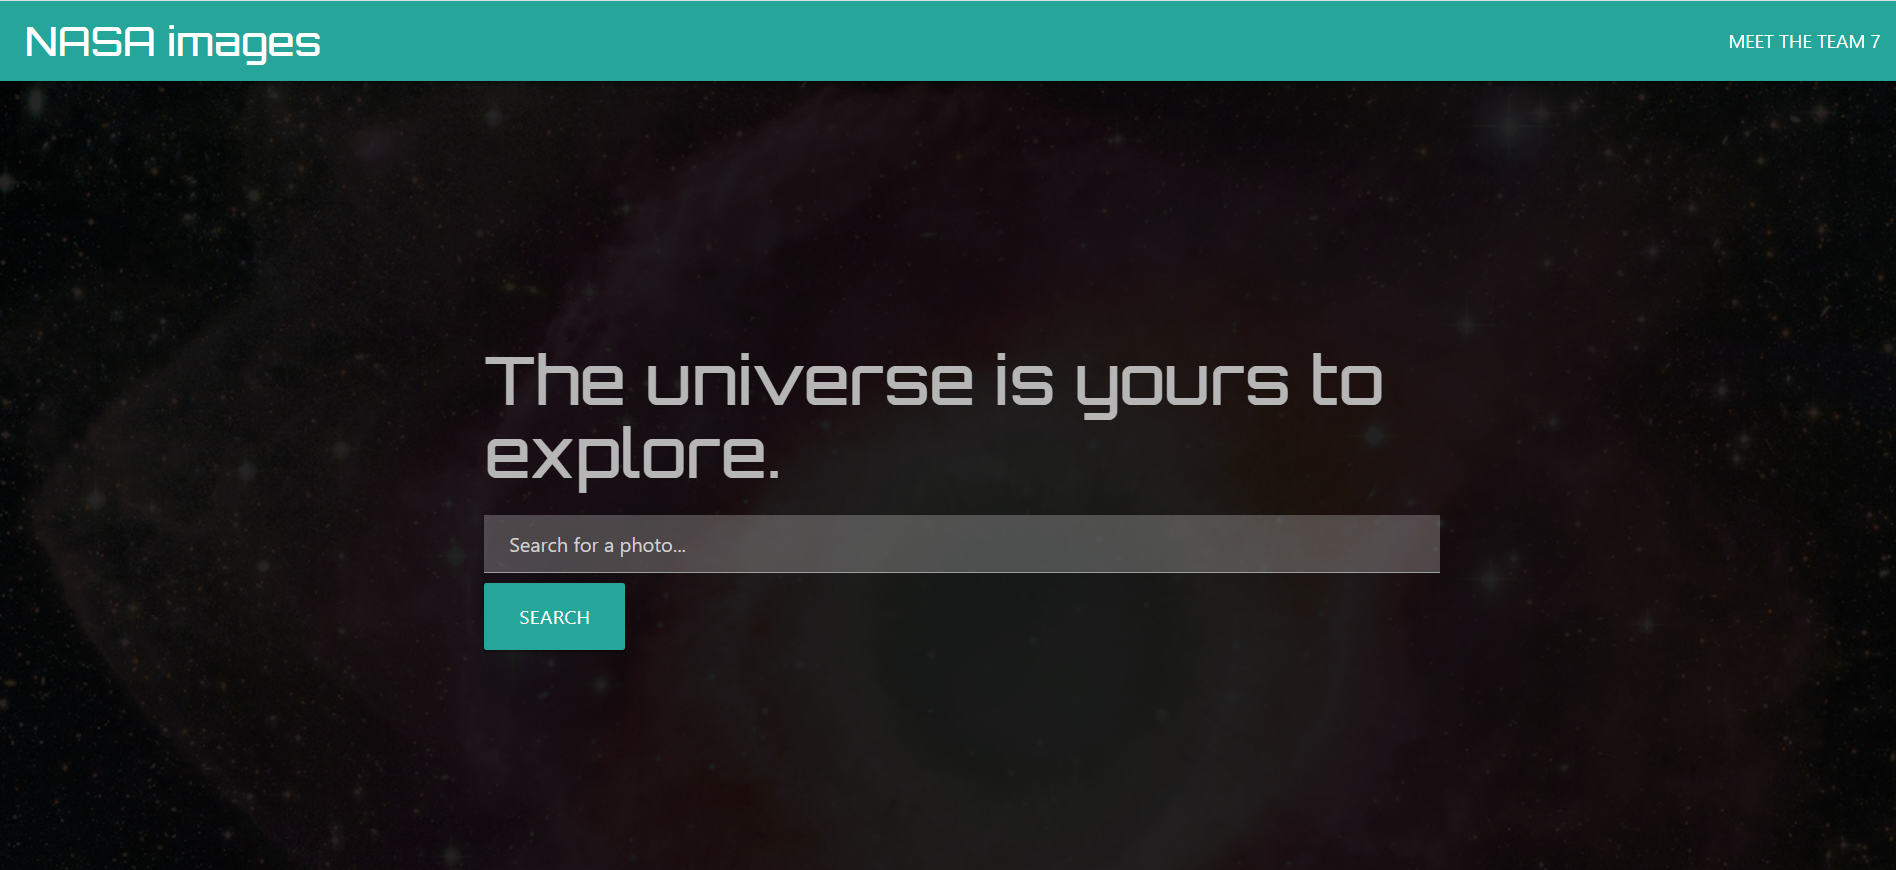 NASA images
MEET THE TEAM 7
The universe is yours to
explore.
Search for a photo...
SEARCH